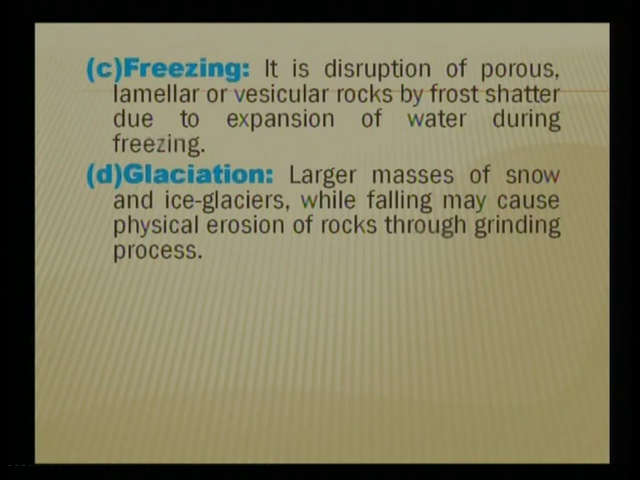 (c)Freezing: It is disruption of porous,
lamellar or vesicular rocks by frost shatter
due to expansion of water during
freezing.
(d)Glaciation: Larger masses of snow
and ice-glaciers, while falling may cause
physical erosion of rocks through grinding
process.